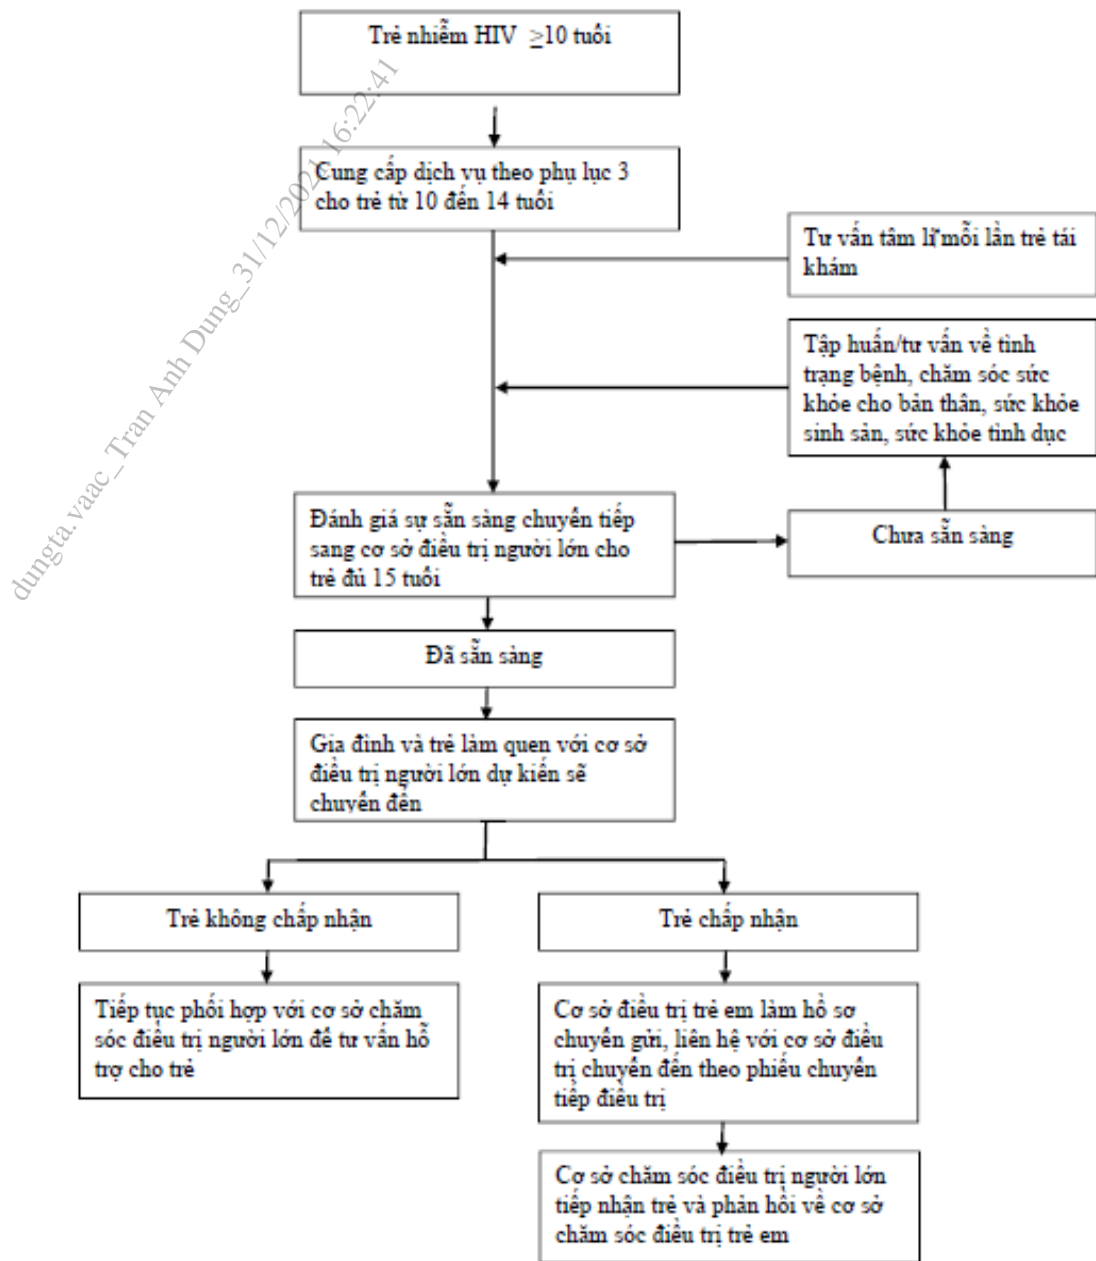 Trẻ nhiễm HIV ≥10 tuổi
Cung cấp dịch vụ theo phụ lục 3
cho trẻ từ 10 đến 14 tuổi
Tư vấn tâm lí mỗi lần trẻ tái
khám
Tập huấn/tư vấn về tình
trạng bệnh, chăm sóc sức
khỏe cho bản thân, sức khỏe
sinh sản, sức khỏe tình dục
Đánh giá sự sẵn sàng chuyển tiếp
sang cơ sở điều trị người lớn cho
trẻ đủ 15 tuổi
Chưa sẵn sàng
Đã sẵn sàng
Gia đình và trẻ làm quen với cơ sở
điều trị người lớn dự kiến sẽ
chuyển đến
Trẻ không chấp nhận
Trẻ chấp nhận
Tiếp tục phối hợp với cơ sở chăm
sóc điều trị người lớn để tư vấn hỗ
trợ cho trẻ
Cơ sở điều trị trẻ em làm hồ sơ
chuyển gửi, liên hệ với cơ sở điều
trị chuyển đến theo phiếu chuyển
tiếp điều trị
Cơ sở chăm sóc điều trị người lớn
tiếp nhận trẻ và phản hồi về cơ sở
chăm sóc điều trị trẻ em
dungta.vaac_Tran Anh Dung_31/12/2021 16:22:41